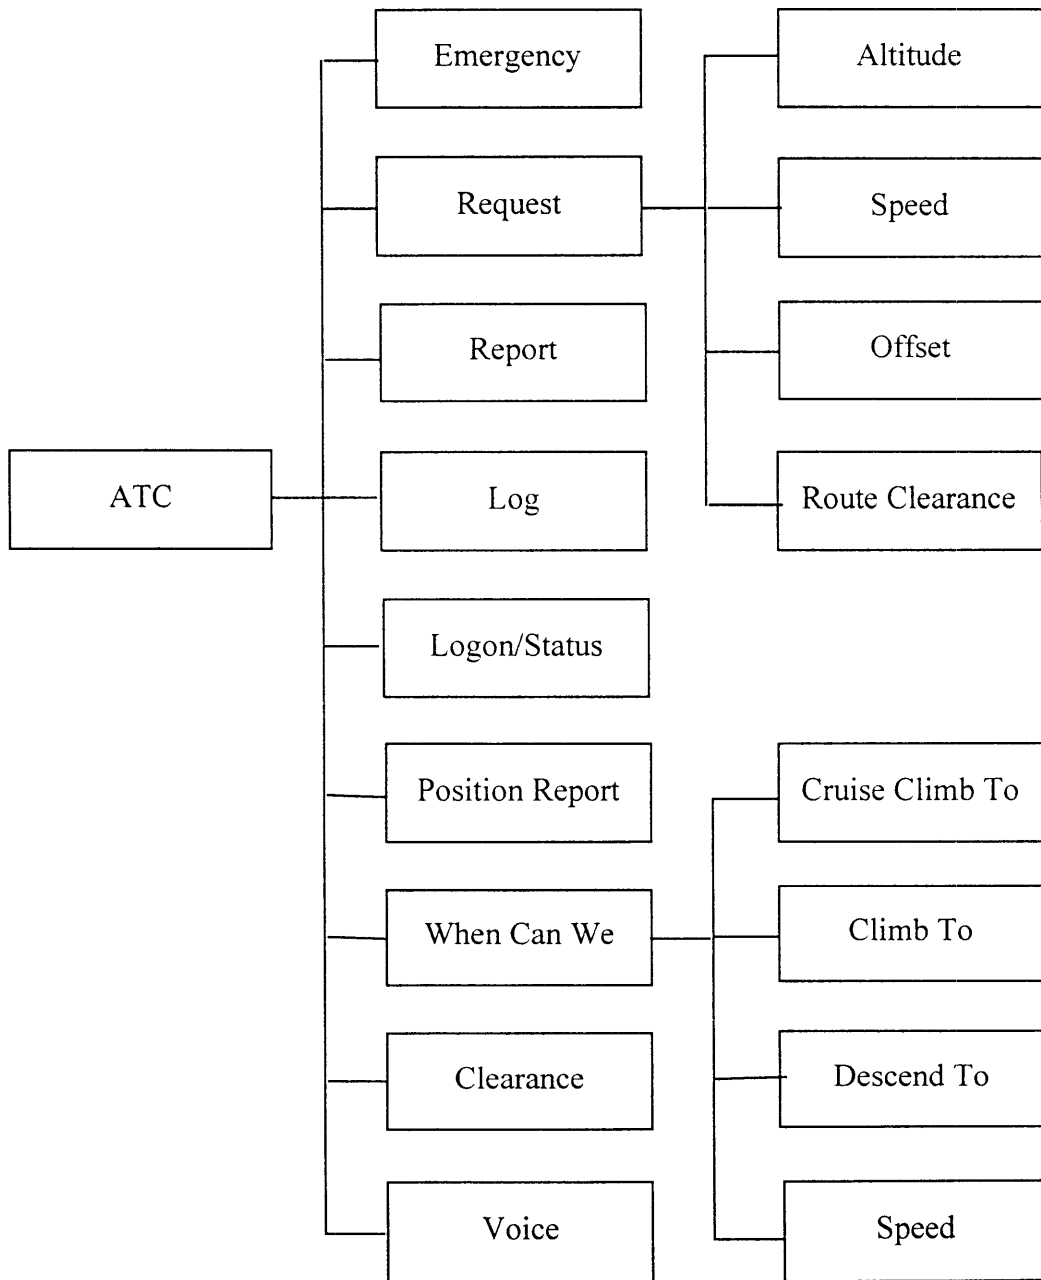 Emergency
Altitude
Request
Speed
Report
Offset
ATC
Log
Route Clearance
Logon/Status
Position Report
Cruise Climb To
When Can We
Climb To
Clearance
Descend To
Voice
Speed